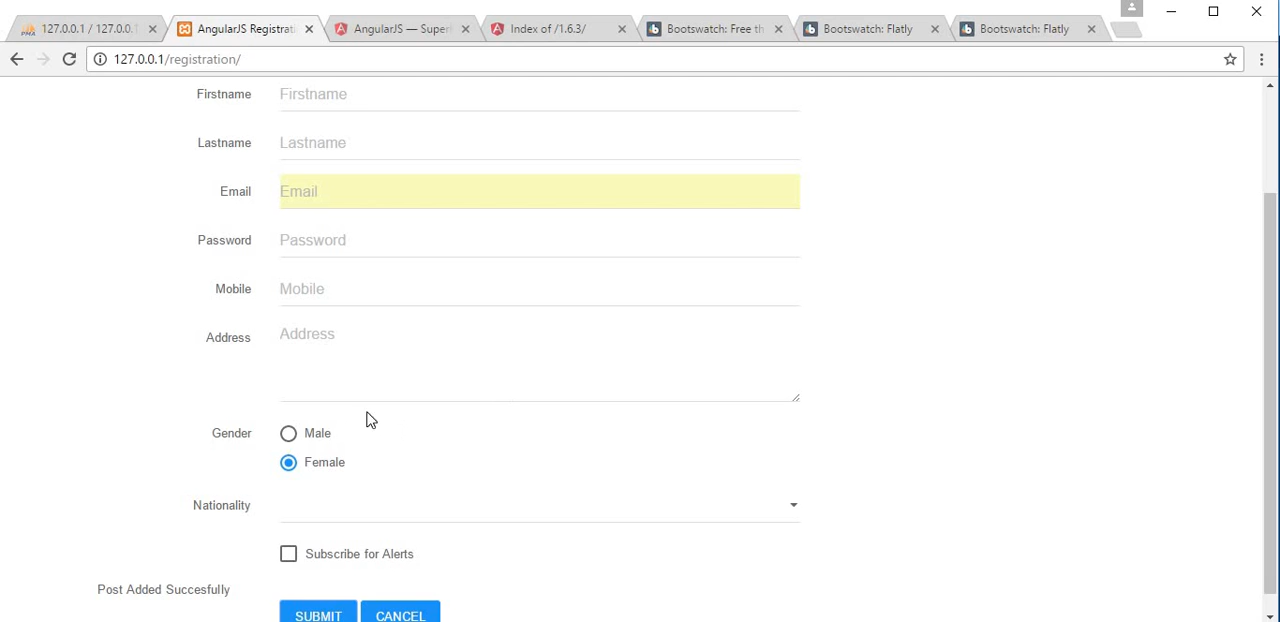 127.0.0.1 / 127.0.0.1
AngularJS Registrati
AngularJS — Super
Index of /1.6.3/
Bootswatch: Free th
Bootswatch: Flatly
Bootswatch: Flatly
127.0.0.1/registration/
Firstname Firstname
Lastname Lastname
Email Email
Password Password
Mobile Mobile
Address Address
Gender Male
Female
Nationality
Subscribe for Alerts
Post Added Succesfully
SUBMIT CANCEL